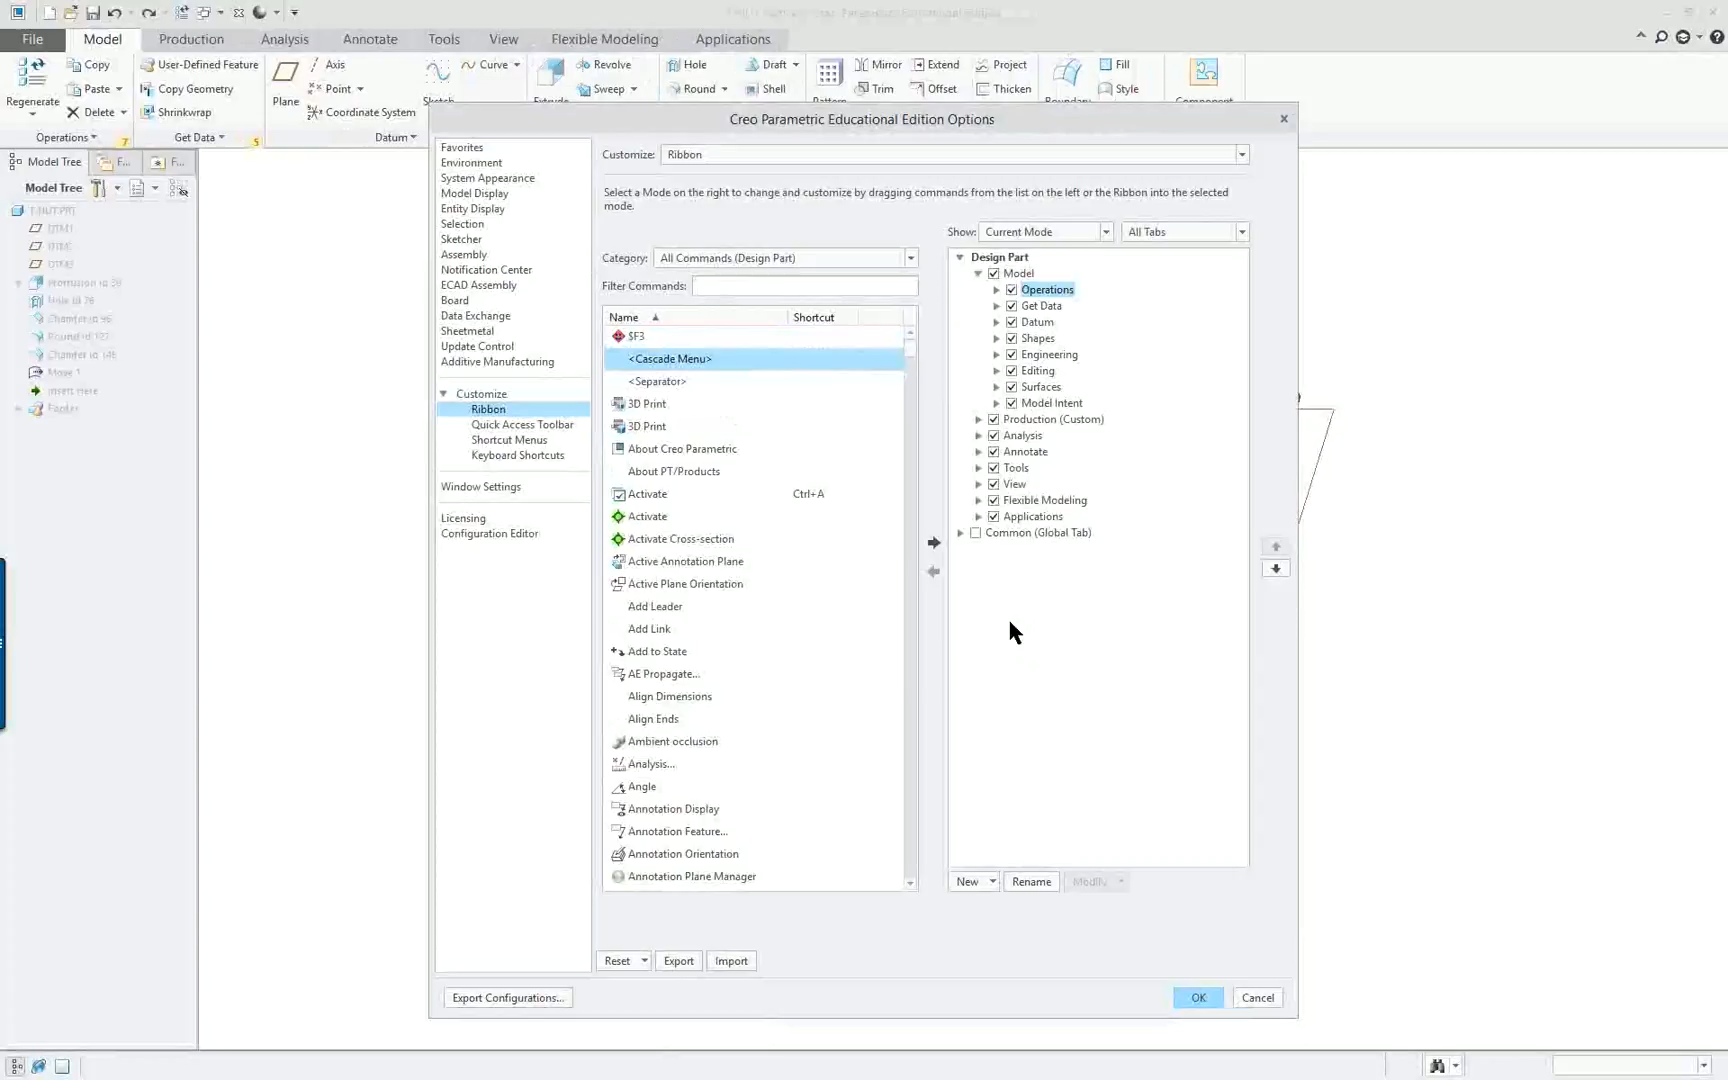 File
Model
Production
Analysis
Annotate
Tools
View
Flexible Modeling
Applications
Regenerate
Copy
Paste
Delete
Operations
7
User-Defined Feature
Copy Geometry
Shrinkwrap
Get Data
5
Plane
Axis
Point
Coordinate System
Datum
Curve
Revolve
Sweep
Hole
Round
Draft
Shell
Mirror
Trim
Extend
Offset
Project
Thicken
Fill
Style
Model Tree
F...
F...
Model Tree
Creo Parametric Educational Edition Options
Favorites
Environment
System Appearance
Model Display
Entity Display
Selection
Sketcher
Assembly
Notification Center
ECAD Assembly
Board
Data Exchange
Sheetmetal
Update Control
Additive Manufacturing
Customize
Ribbon
Quick Access Toolbar
Shortcut Menus
Keyboard Shortcuts
Window Settings
Licensing
Configuration Editor
Customize: Ribbon
Select a Mode on the right to change and customize by dragging commands from the list on the left or the Ribbon into the selected
mode.
Show: Current Mode All Tabs
Category: All Commands (Design Part)
Filter Commands:
Name Shortcut
$F3
<Cascade Menu>
<Separator>
3D Print
3D Print
About Creo Parametric
About PT/Products
Activate Ctrl+A
Activate
Activate Cross-section
Active Annotation Plane
Active Plane Orientation
Add Leader
Add Link
Add to State
AE Propagate...
Align Dimensions
Align Ends
Ambient occlusion
Analysis...
Angle
Annotation Display
Annotation Feature...
Annotation Orientation
Annotation Plane Manager
Design Part
Model
Operations
Get Data
Datum
Shapes
Engineering
Editing
Surfaces
Model Intent
Production (Custom)
Analysis
Annotate
Tools
View
Flexible Modeling
Applications
Common (Global Tab)
New
Rename
Modify
Reset
Export
Import
Export Configurations...
OK
Cancel